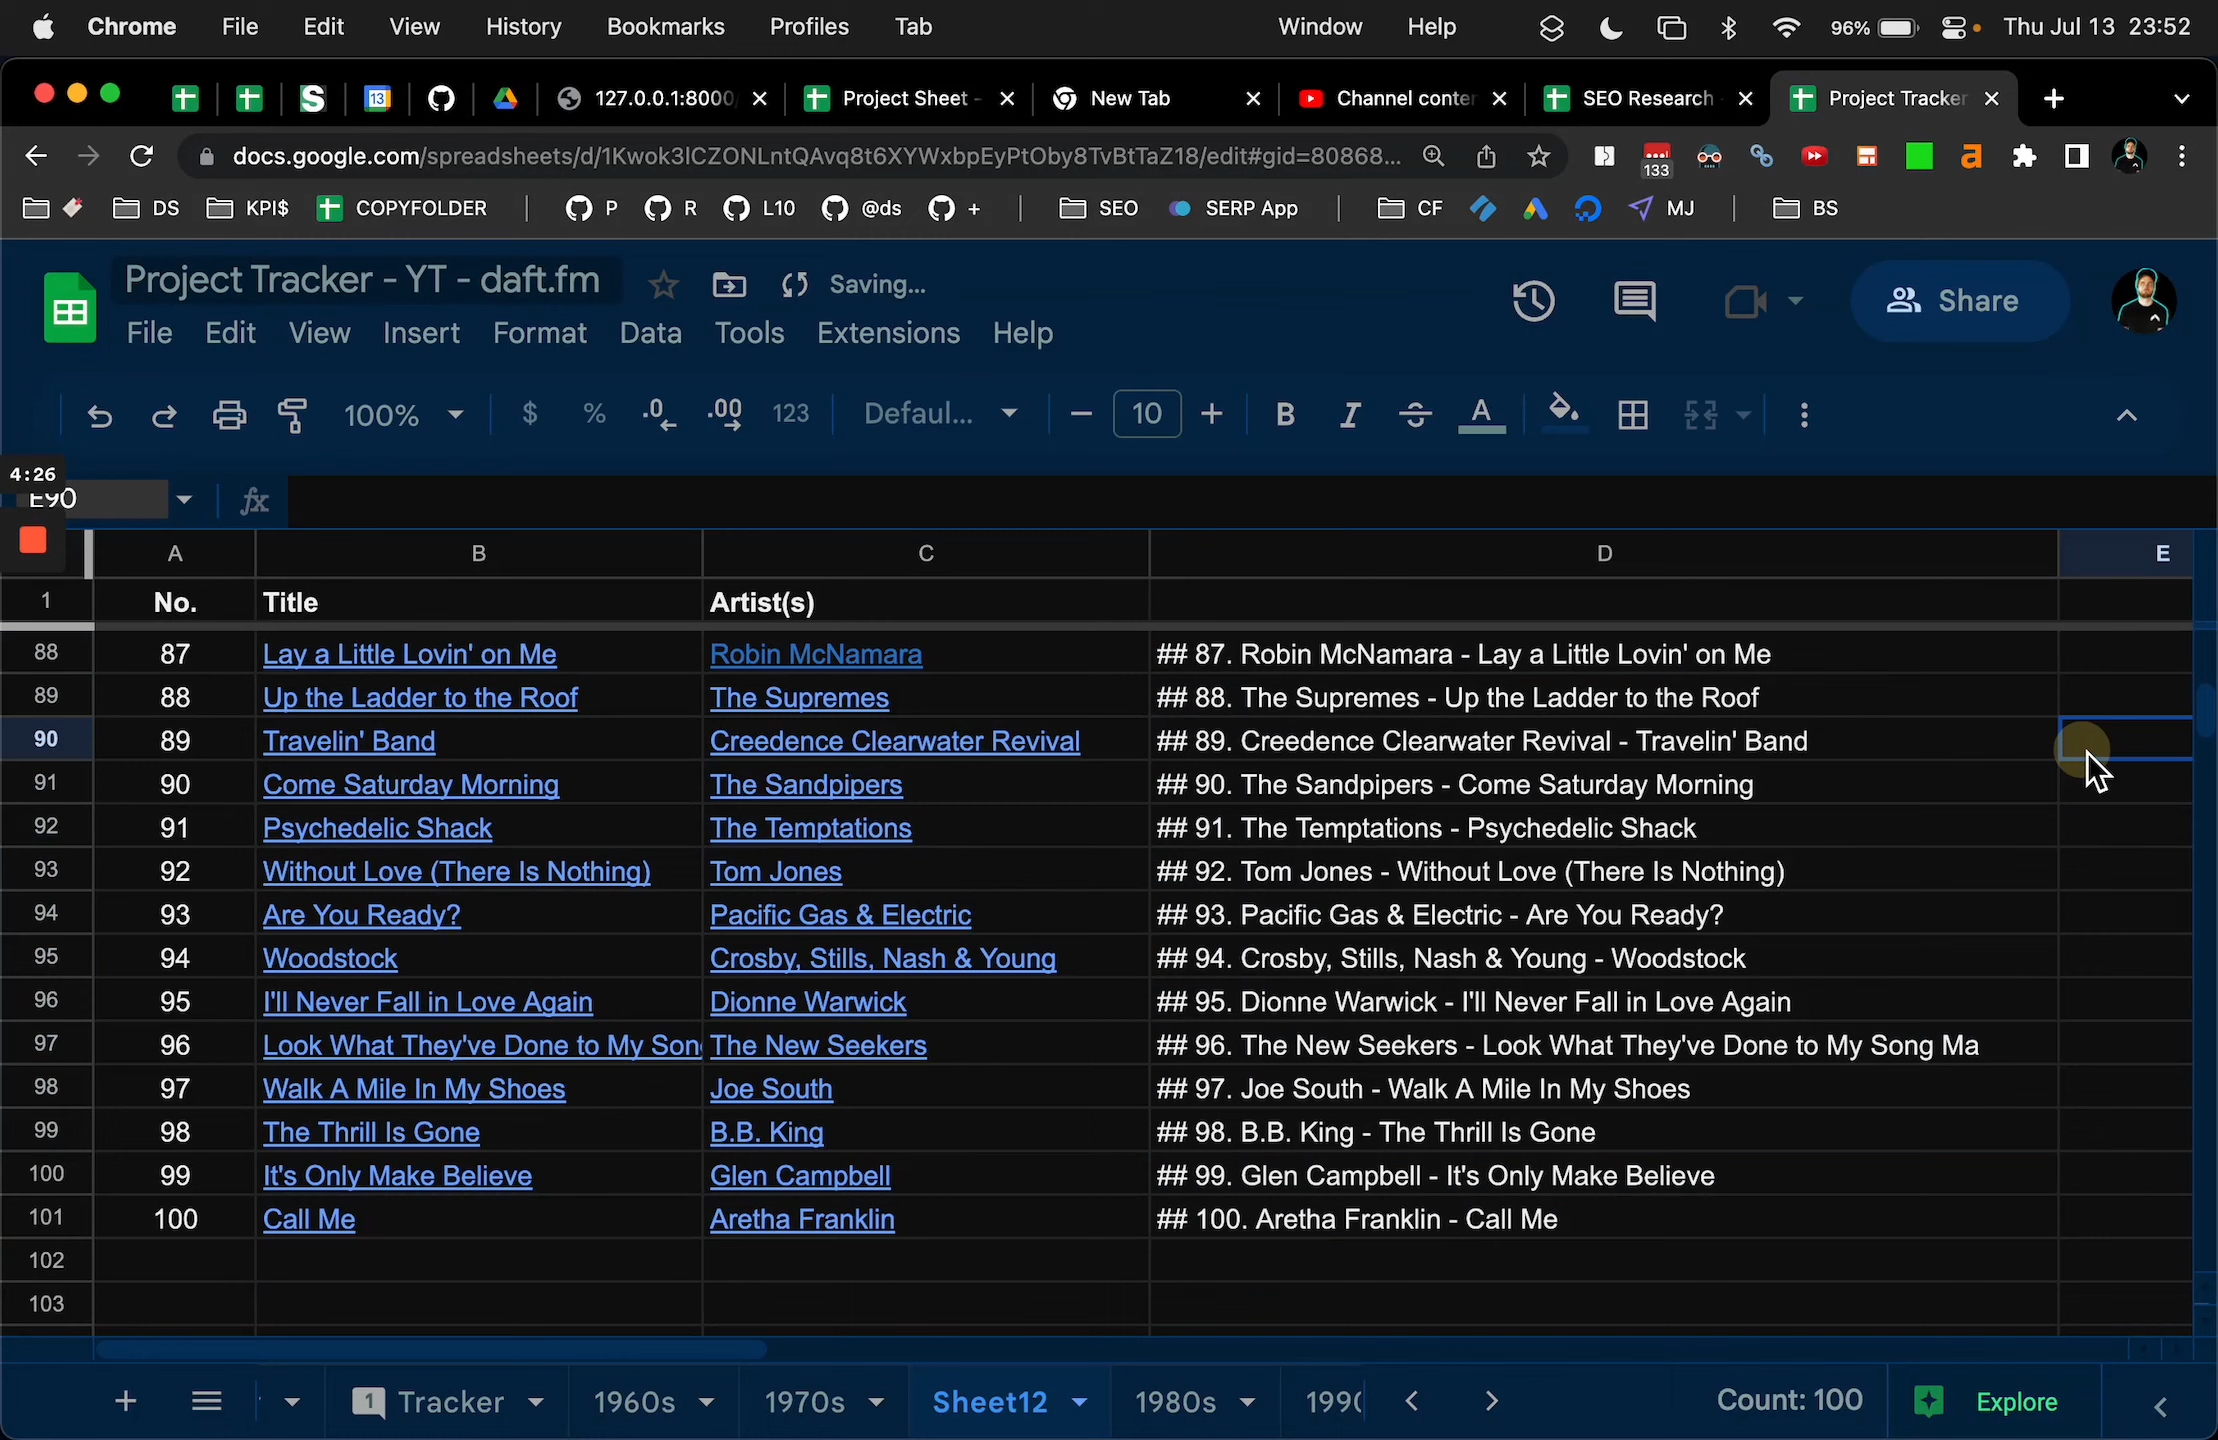 Chrome File Edit View History Bookmarks Profiles Tab Window Help 96% Thu Jul 13 23:52
13 127.0.0.1:8000 Project Sheet - New Tab Channel conter SEO Research Project Tracker
docs.google.com/spreadsheets/d/1Kwok3lCZONLntQAvq8t6XYWxbpEyPtOby8TvBtTaZ18/edit#gid=80868... 133
DS KPI$ COPYFOLDER P R L10 @ds + SEO SERP App CF MJ BS
Project Tracker - YT - daft.fm Saving...
File Edit View Insert Format Data Tools Extensions Help Share
100% $ % .0 .00 123 Defaul... 10 B I A
4:26
E90 fx
A B C D E
1 No. Title Artist(s)
88 87 Lay a Little Lovin' on Me Robin McNamara ## 87. Robin McNamara - Lay a Little Lovin' on Me
89 88 Up the Ladder to the Roof The Supremes ## 88. The Supremes - Up the Ladder to the Roof
90 89 Travelin' Band Creedence Clearwater Revival ## 89. Creedence Clearwater Revival - Travelin' Band
91 90 Come Saturday Morning The Sandpipers ## 90. The Sandpipers - Come Saturday Morning
92 91 Psychedelic Shack The Temptations ## 91. The Temptations - Psychedelic Shack
93 92 Without Love (There Is Nothing) Tom Jones ## 92. Tom Jones - Without Love (There Is Nothing)
94 93 Are You Ready? Pacific Gas & Electric ## 93. Pacific Gas & Electric - Are You Ready?
95 94 Woodstock Crosby, Stills, Nash & Young ## 94. Crosby, Stills, Nash & Young - Woodstock
96 95 I'll Never Fall in Love Again Dionne Warwick ## 95. Dionne Warwick - I'll Never Fall in Love Again
97 96 Look What They've Done to My Son The New Seekers ## 96. The New Seekers - Look What They've Done to My Song Ma
98 97 Walk A Mile In My Shoes Joe South ## 97. Joe South - Walk A Mile In My Shoes
99 98 The Thrill Is Gone B.B. King ## 98. B.B. King - The Thrill Is Gone
100 99 It's Only Make Believe Glen Campbell ## 99. Glen Campbell - It's Only Make Believe
101 100 Call Me Aretha Franklin ## 100. Aretha Franklin - Call Me
102
103
1 Tracker 1960s 1970s Sheet12 1980s 199 Count: 100 Explore